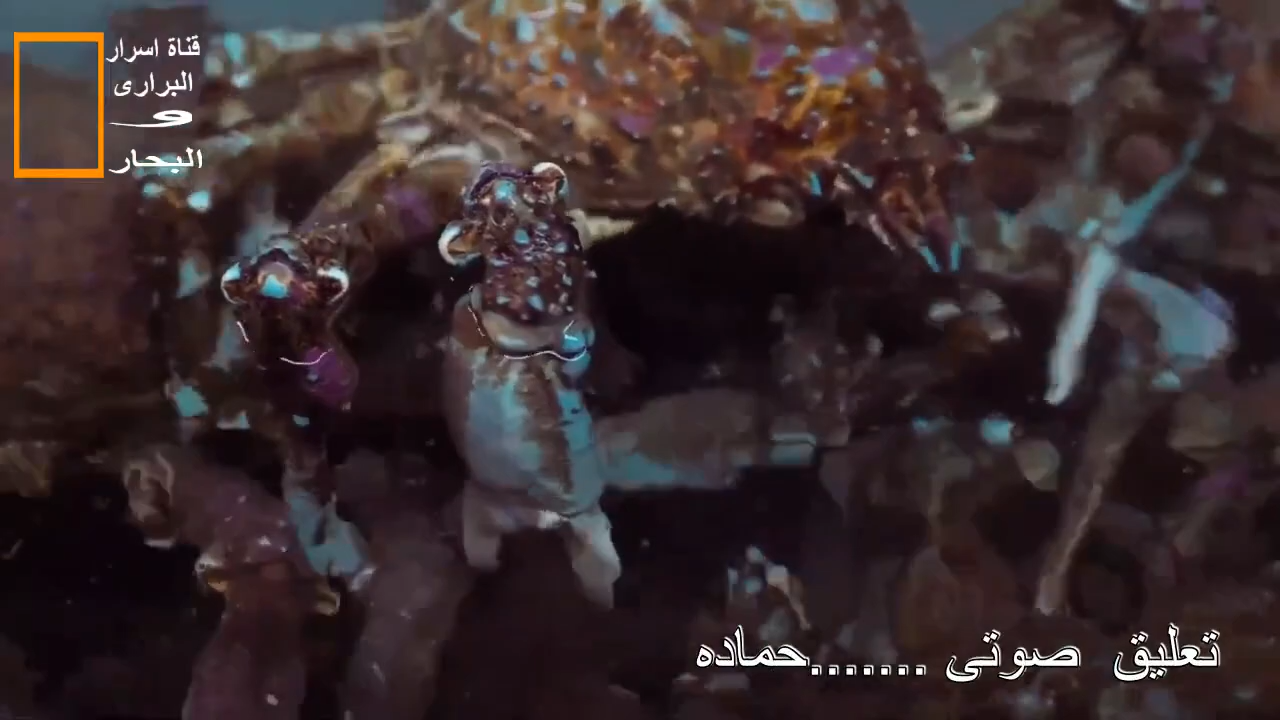 قناة اسرار
البرارى
و
البحار
تعليق صوتى .......حماده